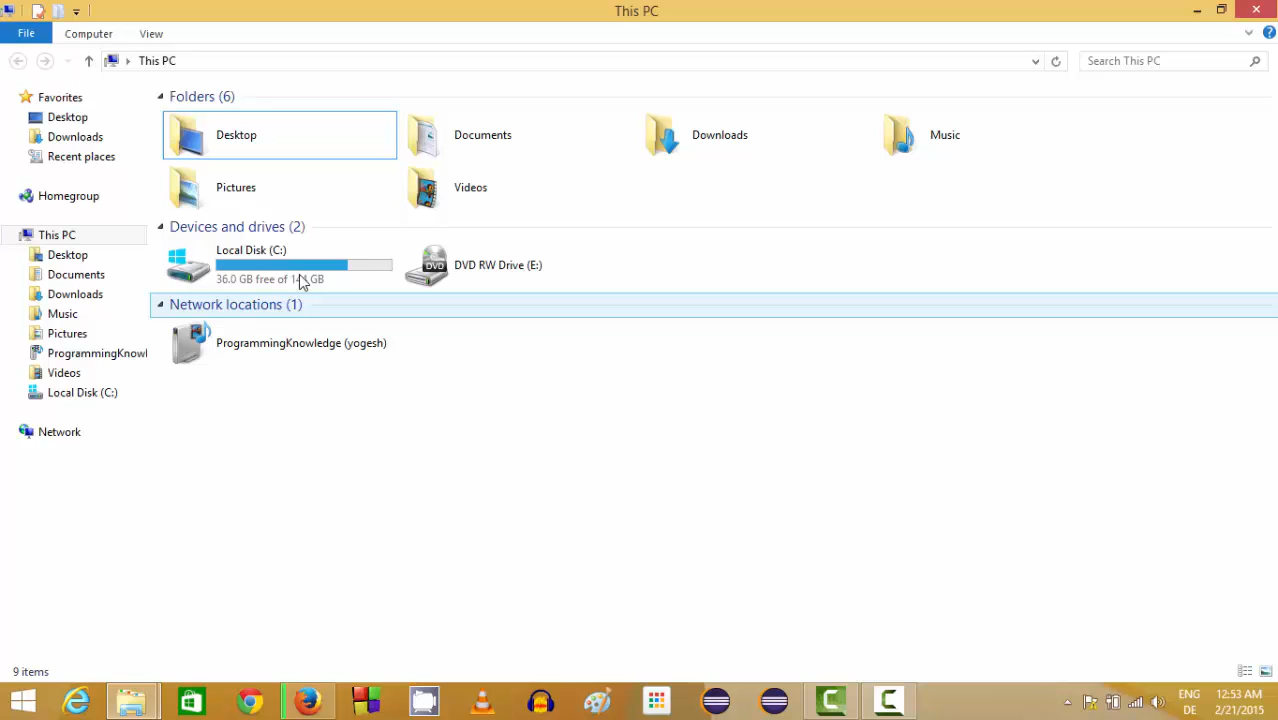 This PC
File
Computer
View
This PC
Search This PC
Favorites
Desktop
Downloads
Recent places
Homegroup
This PC
Desktop
Documents
Downloads
Music
Pictures
ProgrammingKnowl
Videos
Local Disk (C:)
Network
Folders (6)
Desktop
Documents
Downloads
Music
Pictures
Videos
Devices and drives (2)
Local Disk (C:)
36.0 GB free of GB
DVD
DVD RW Drive (E:)
Network locations (1)
ProgrammingKnowledge (yogesh)
9 items
ENG
DE
12:53 AM
2/21/2015